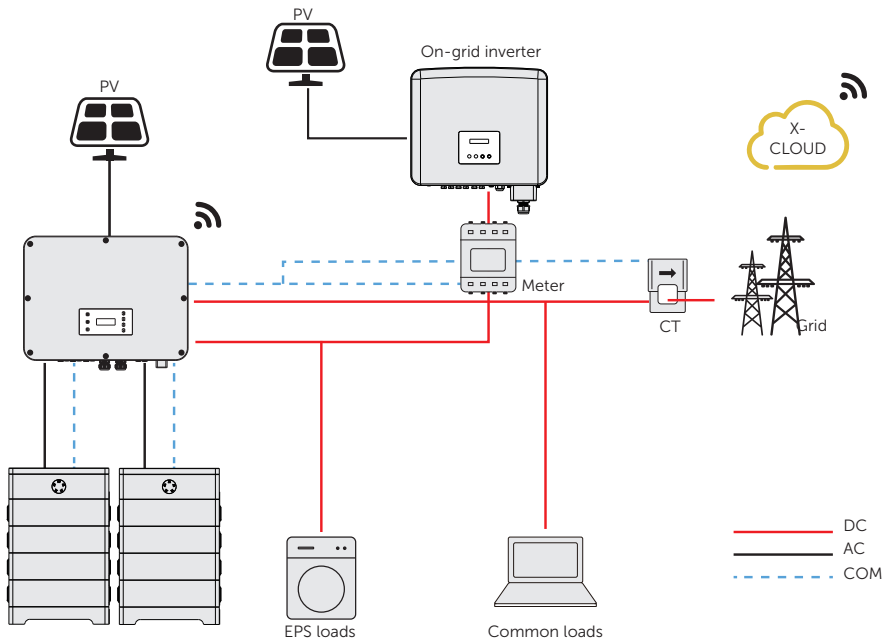 PV
On-grid inverter
PV
X-
CLOUD
Meter
CT
Grid
DC
AC
COM
EPS loads
Common loads